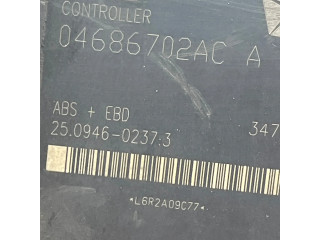 CONTROLLER
04686702AC A
ABS + EBD
25.0946-0237.3 347
*L6R2A09C77*